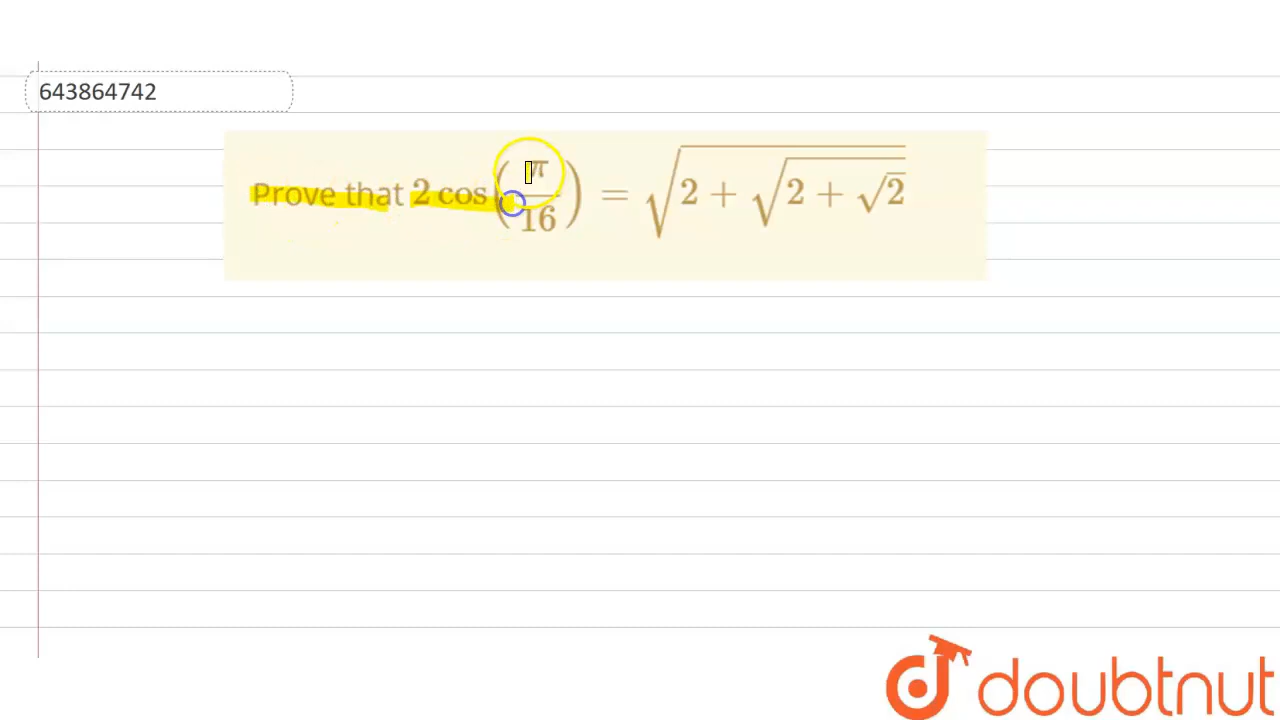 643864742
Prove that 2 cos(π/16) = √(2 + √(2 + √2))
doubtnut